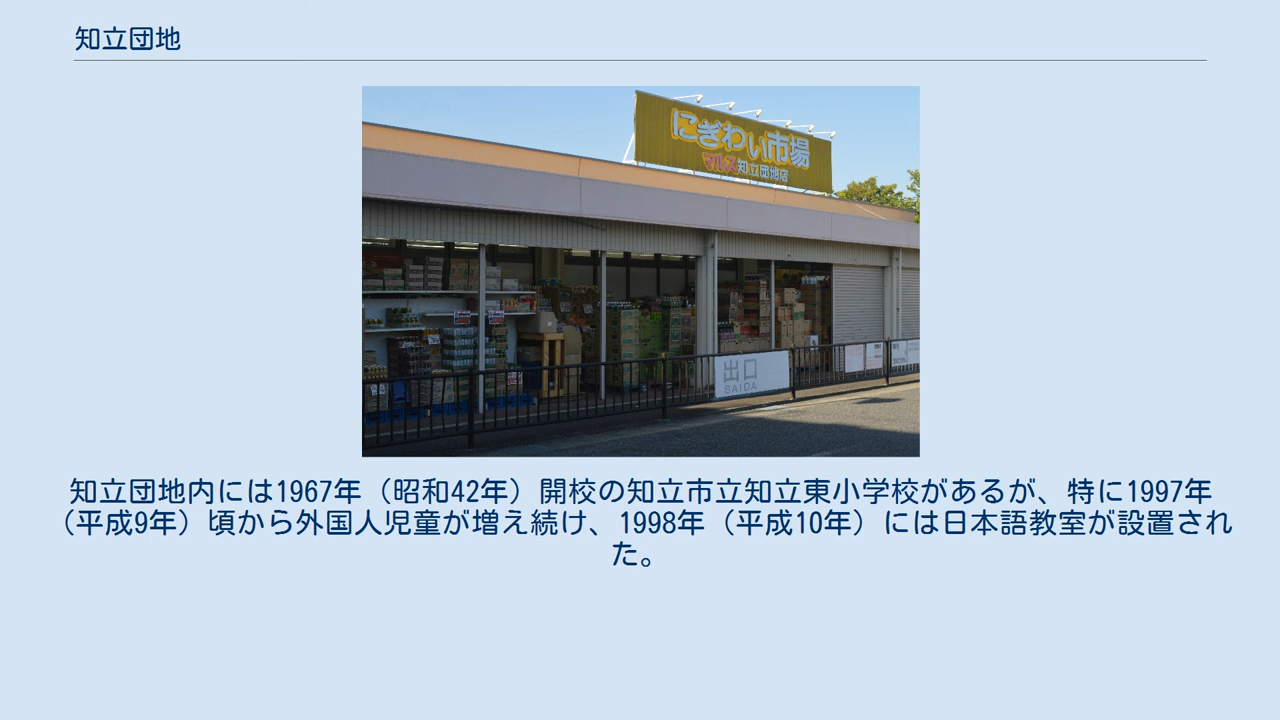 知立団地
にぎわい市場
マルス知立団地店
出口
SAIDA
知立団地内には1967年（昭和42年）開校の知立市立知立東小学校があるが、特に1997年
（平成9年）頃から外国人児童が増え続け、1998年（平成10年）には日本語教室が設置され
た。